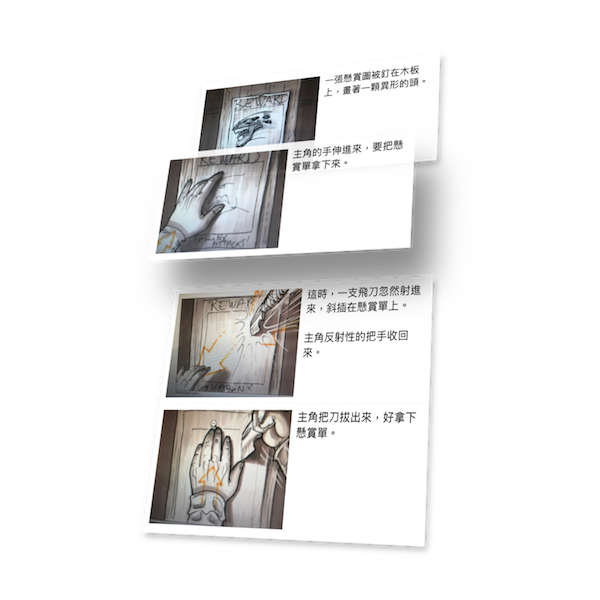 一張懸賞圖被釘在木板
上，畫著一顆異形的頭。
REWARD
主角的手伸進來，要把懸
賞單拿下來。
REWARD
這時，一支飛刀忽然射進
來，斜插在懸賞單上。
主角反射性的把手收回
來。
REWAR
主角把刀拔出來，好拿下
懸賞單。